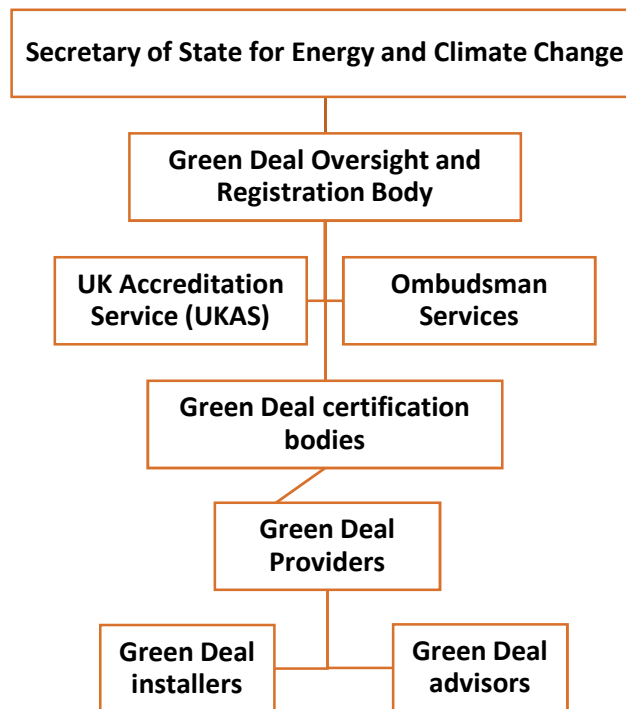 Secretary of State for Energy and Climate Change
Green Deal Oversight and
Registration Body
UK Accreditation
Service (UKAS)
Ombudsman
Services
Green Deal certification
bodies
Green Deal
Providers
Green Deal
installers
Green Deal
advisors